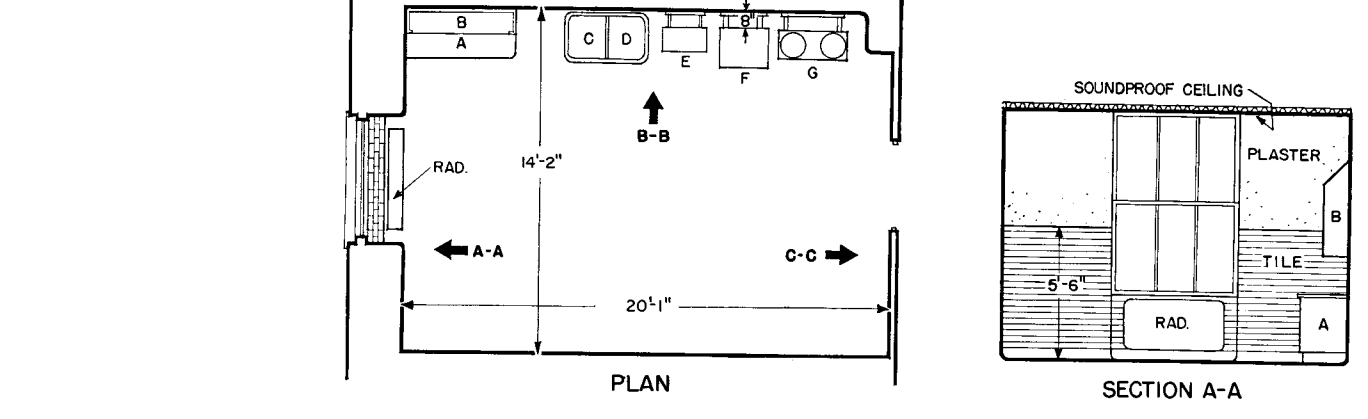 B
A
C D
E
8"
F
G
B-B
RAD.
14'-2"
A-A
C-C
20'-1"
PLAN
SOUNDPROOF CEILING
PLASTER
B
TILE
5'-6"
RAD.
A
SECTION A-A